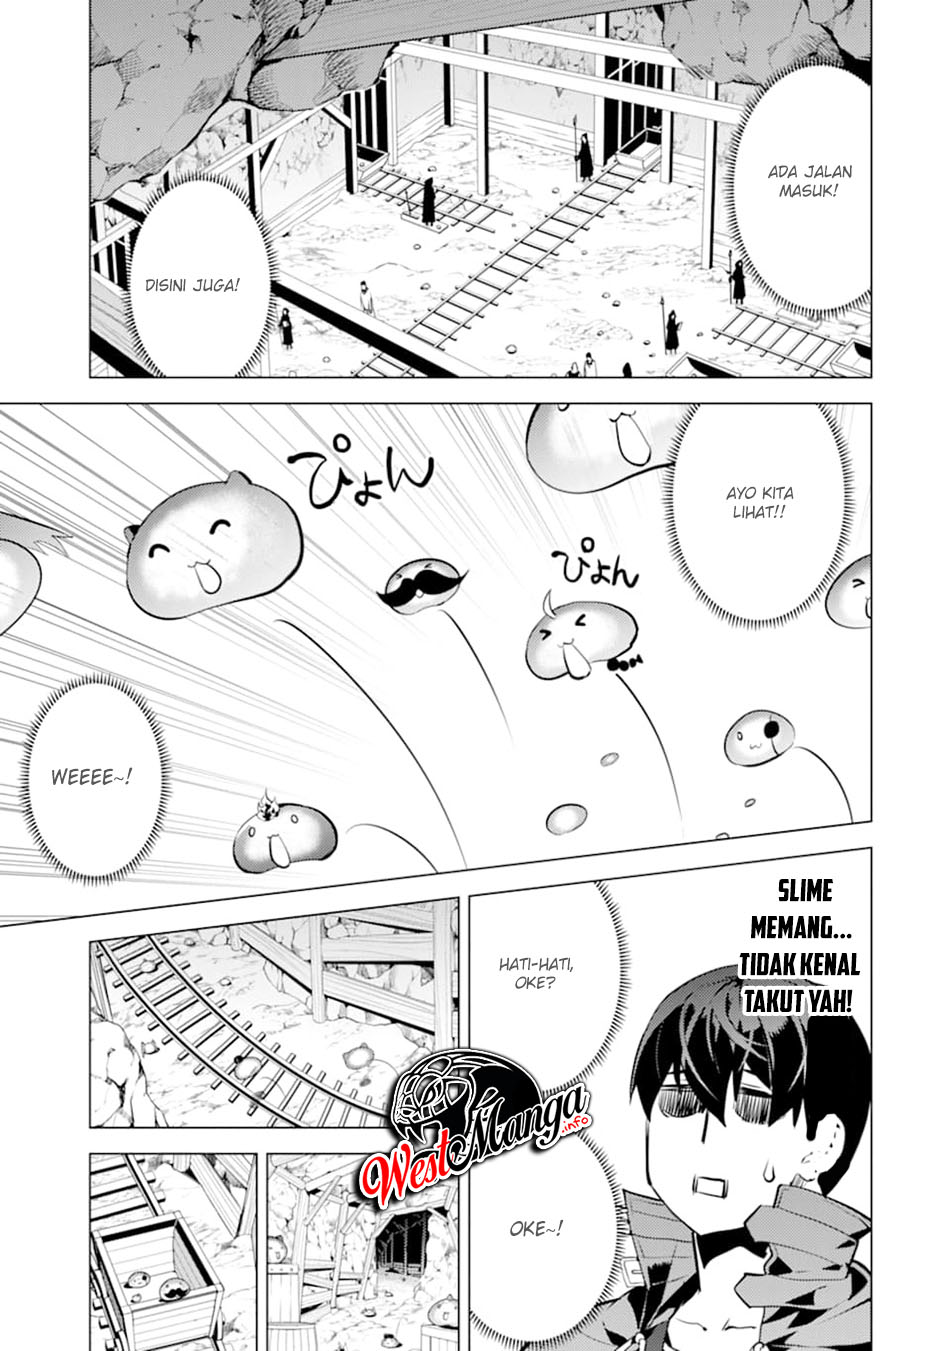 ADA JALAN
MASUK!
DISINI JUGA!
ぴょん
AYO KITA
LIHAT!!
ぴょん
WEEEE~!
SLIME
MEMANG...
TIDAK KENAL
TAKUT YAH!
HATI-HATI,
OKE?
OKE~!
WestManga
.info